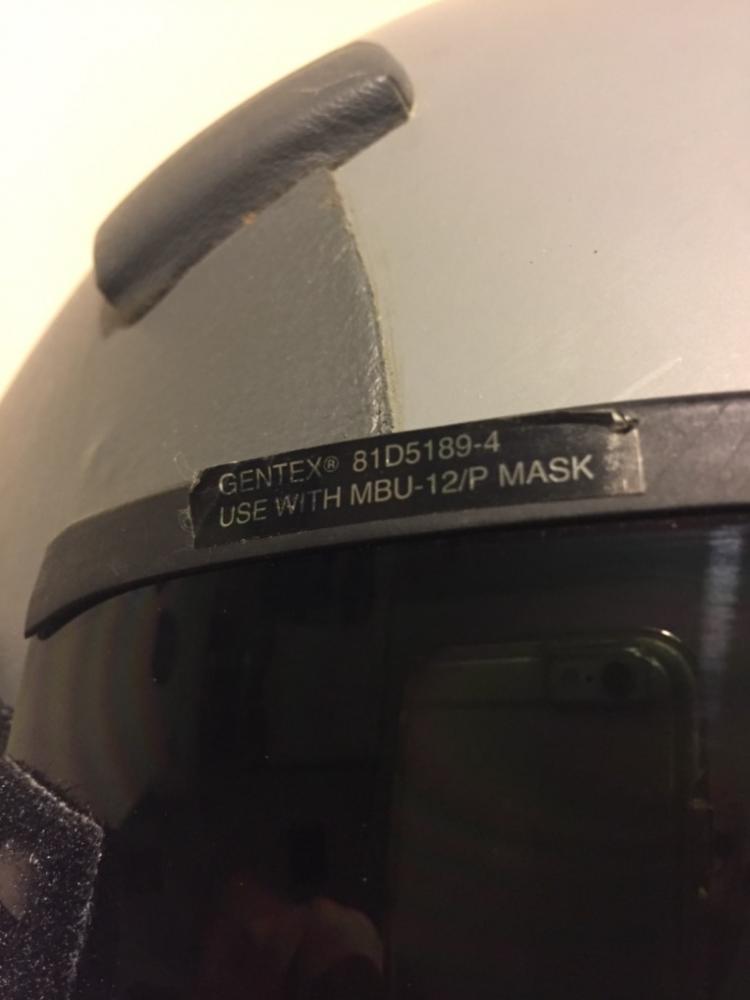 GENTEX® 81D5189-4
USE WITH MBU-12/P MASK